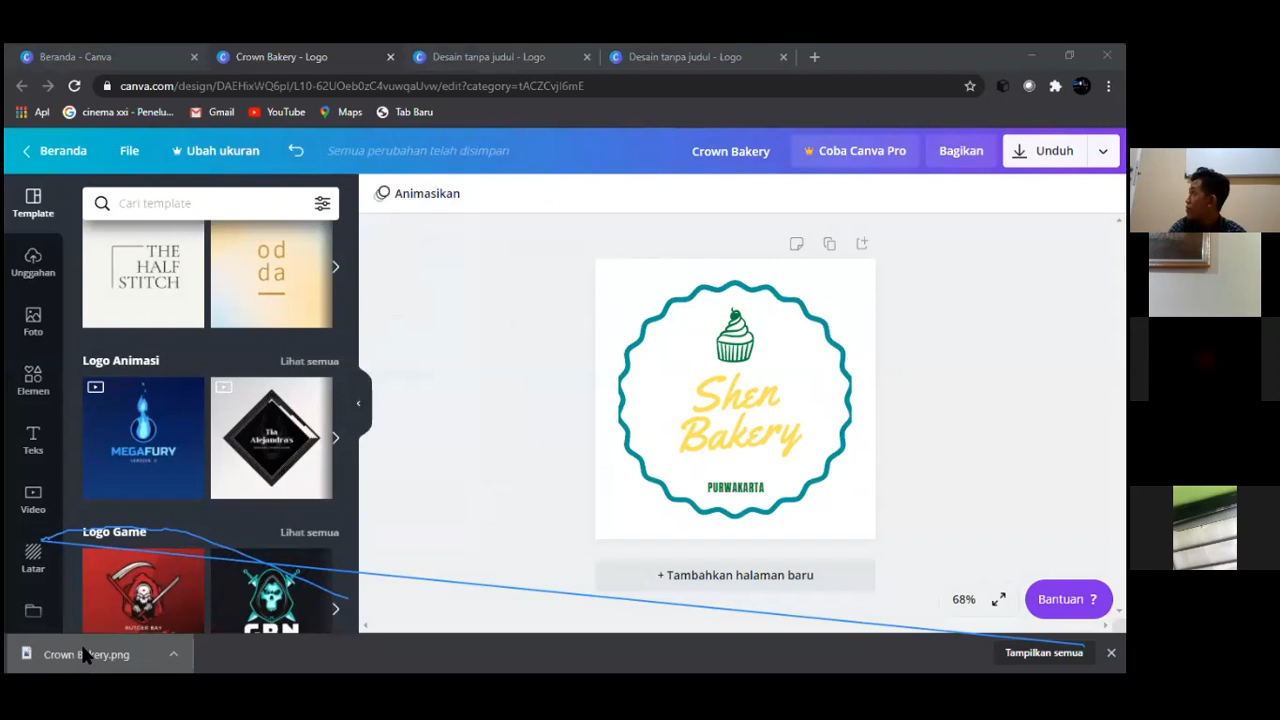 Beranda - Canva
Crown Bakery - Logo
Desain tanpa judul - Logo
Desain tanpa judul - Logo
canva.com/design/DAEHixWQ6pI/L10-62UOeb0zC4vuwqaUvw/edit?category=tACZCvjI6mE
Apl
cinema xxi - Penelu...
Gmail
YouTube
Maps
Tab Baru
Beranda
File
Ubah ukuran
Semua perubahan telah disimpan
Crown Bakery
Coba Canva Pro
Bagikan
Unduh
Template
Cari template
Animasikan
THE
HALF
STITCH
od
da
Unggahan
Foto
Logo Animasi
Lihat semua
Elemen
MEGAFURY
Tia
Alejandra's
Teks
Video
Shen
Bakery
PURWAKARTA
Logo Game
Lihat semua
Latar
+ Tambahkan halaman baru
68%
Bantuan ?
Crown Bakery.png
Tampilkan semua